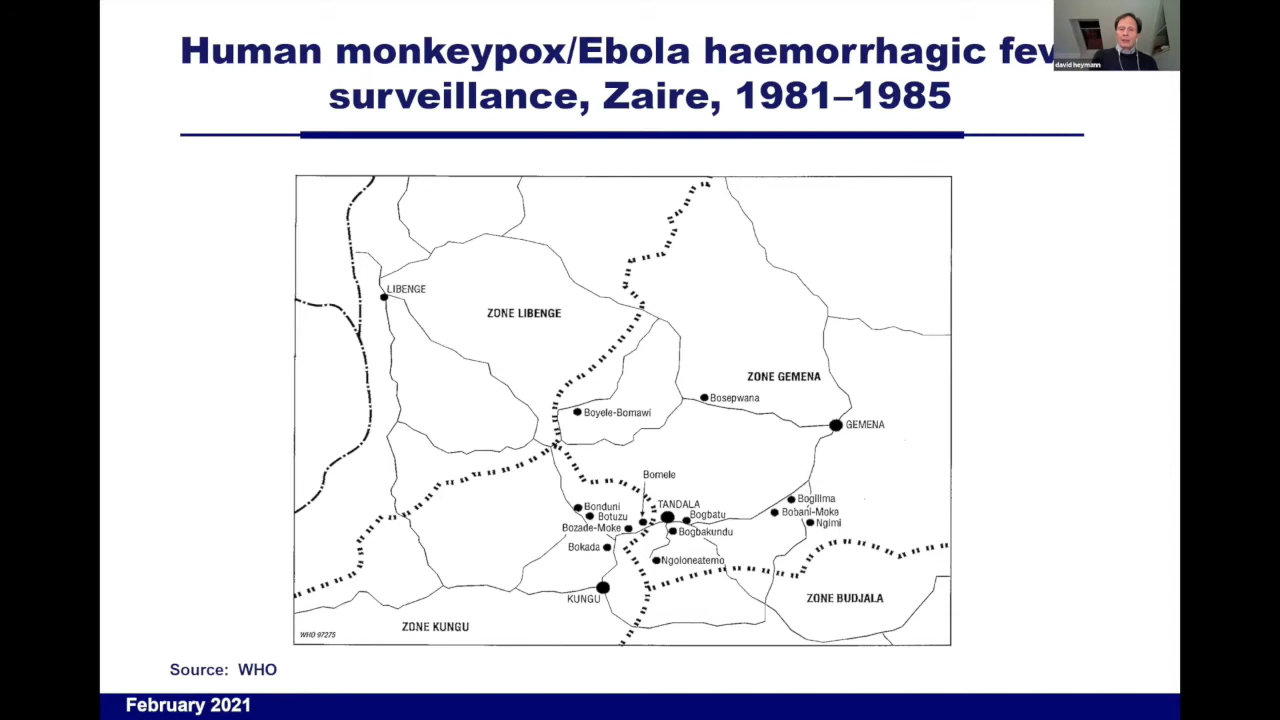 Human monkeypox/Ebola haemorrhagic fev
surveillance, Zaire, 1981–1985
david heymann
LIBENGE
ZONE LIBENGE
ZONE GEMENA
Bosepwana
Boyele-Bomawi
GEMENA
Bomele
TANDALA
Bogilima
Bonduni
Botuzu
Bogbatu
Bobani-Moke
Bozade-Moke
Bogbakundu
Ngimi
Bokada
Ngoloneatemo
KUNGU
ZONE BUDJALA
ZONE KUNGU
WHO 97275
Source: WHO
February 2021